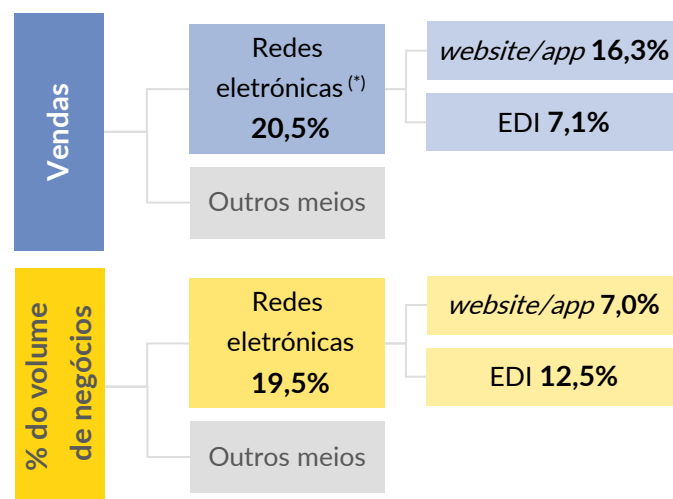 Vendas
Redes
eletrónicas (*)
20,5%
website/app 16,3%
EDI 7,1%
Outros meios
% do volume
de negócios
Redes
eletrónicas
19,5%
website/app 7,0%
EDI 12,5%
Outros meios